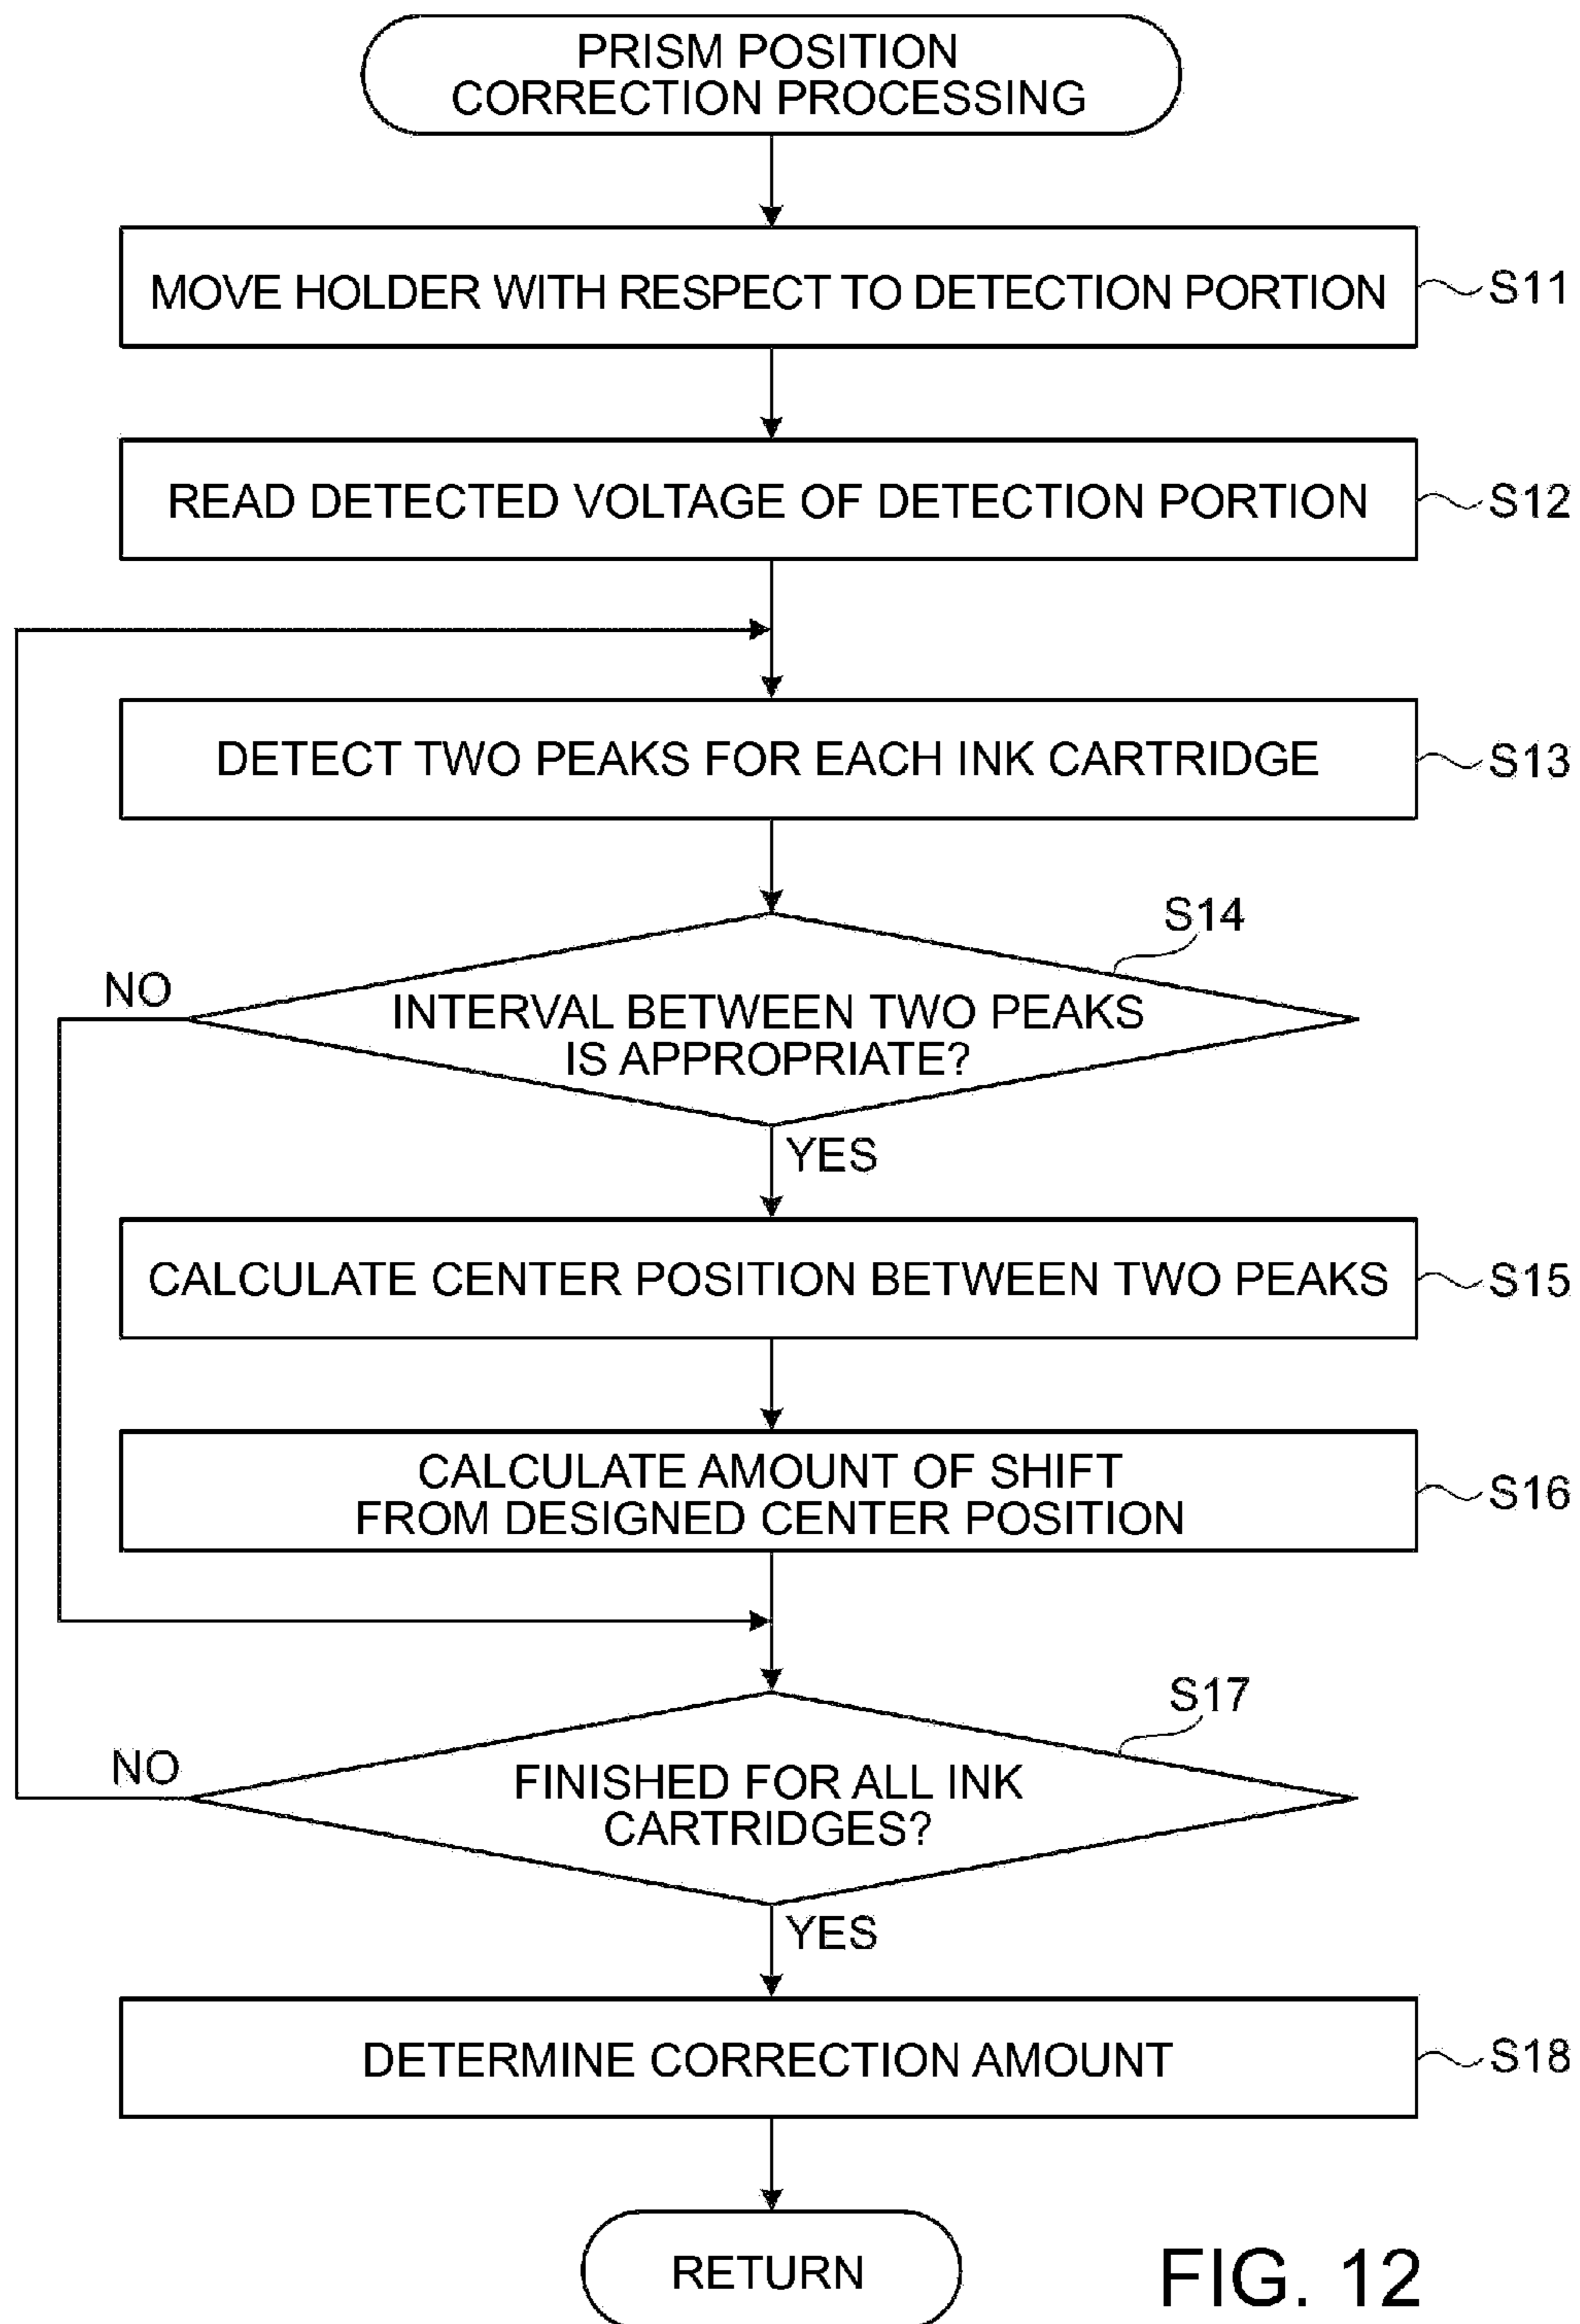 PRISM POSITION
CORRECTION PROCESSING
MOVE HOLDER WITH RESPECT TO DETECTION PORTION
S11
READ DETECTED VOLTAGE OF DETECTION PORTION
S12
DETECT TWO PEAKS FOR EACH INK CARTRIDGE
S13
S14
NO
INTERVAL BETWEEN TWO PEAKS
IS APPROPRIATE?
YES
CALCULATE CENTER POSITION BETWEEN TWO PEAKS
S15
CALCULATE AMOUNT OF SHIFT
FROM DESIGNED CENTER POSITION
S16
S17
NO
FINISHED FOR ALL INK
CARTRIDGES?
YES
DETERMINE CORRECTION AMOUNT
S18
RETURN
FIG. 12